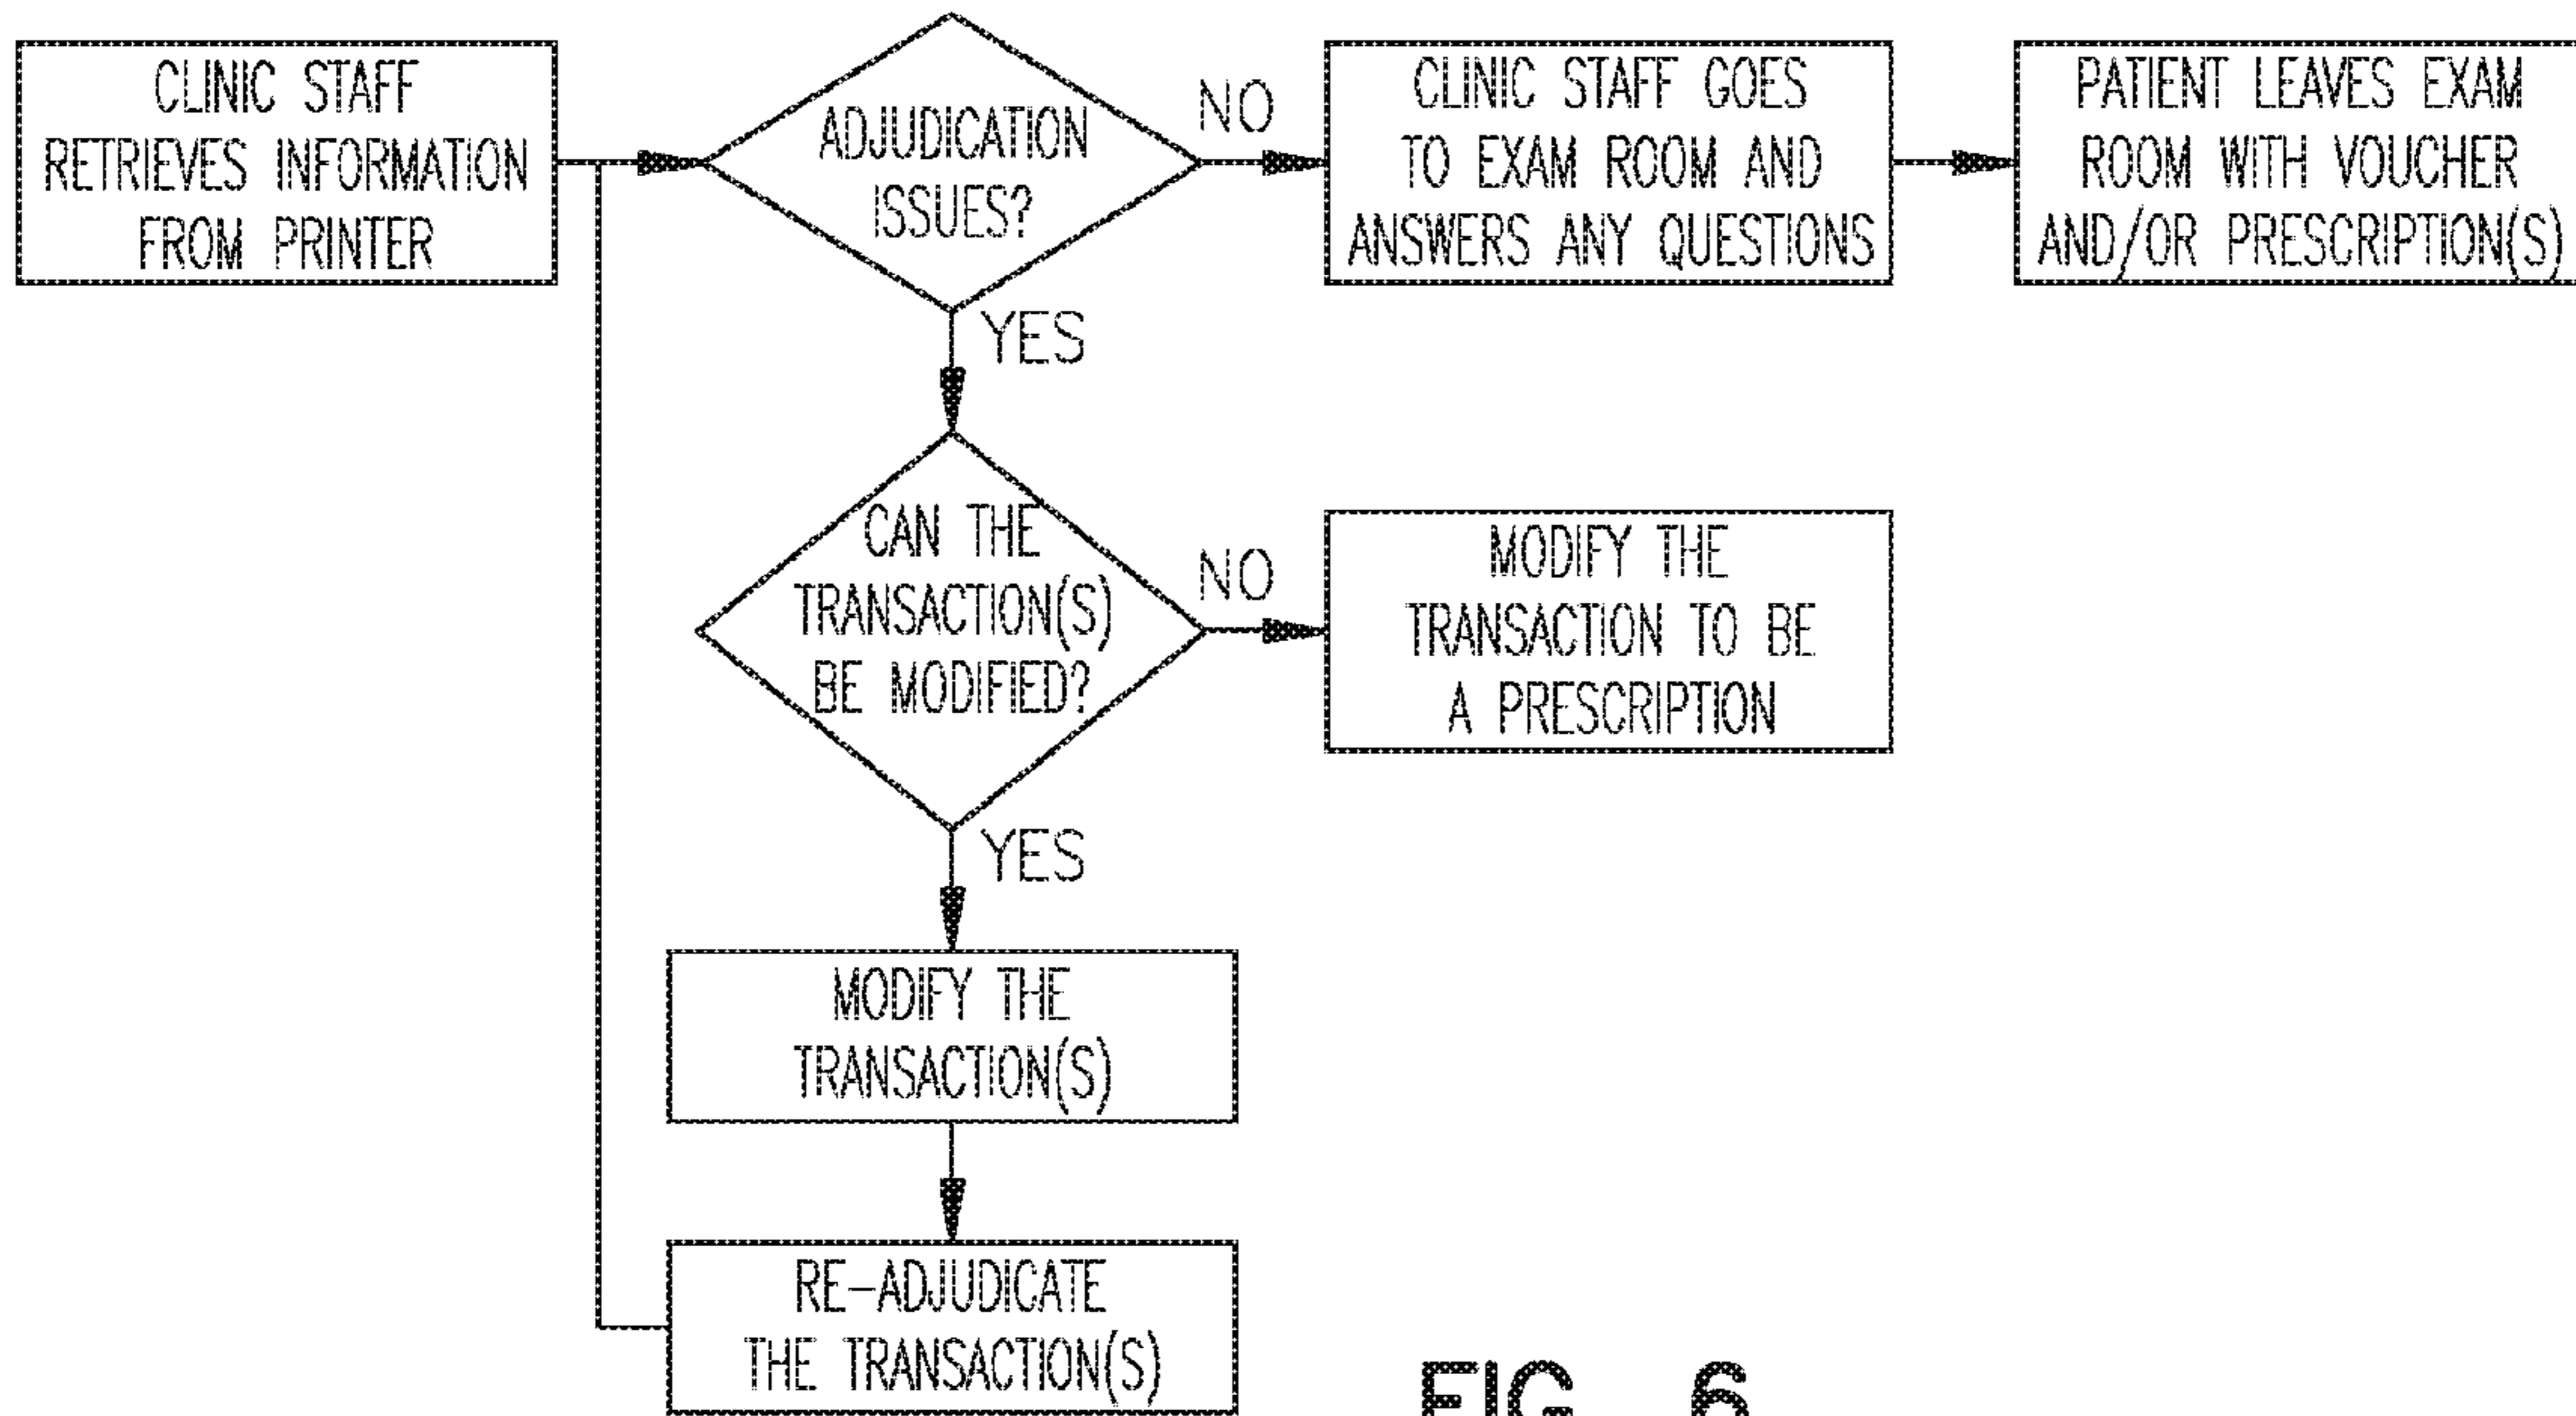 CLINIC STAFF
RETRIEVES INFORMATION
FROM PRINTER
ADJUDICATION
ISSUES?
NO
CLINIC STAFF GOES
TO EXAM ROOM AND
ANSWERS ANY QUESTIONS
PATIENT LEAVES EXAM
ROOM WITH VOUCHER
AND/OR PRESCRIPTION(S)
YES
CAN THE
TRANSACTION(S)
BE MODIFIED?
NO
MODIFY THE
TRANSACTION TO BE
A PRESCRIPTION
YES
MODIFY THE
TRANSACTION(S)
RE-ADJUDICATE
THE TRANSACTION(S)
FIG. 6